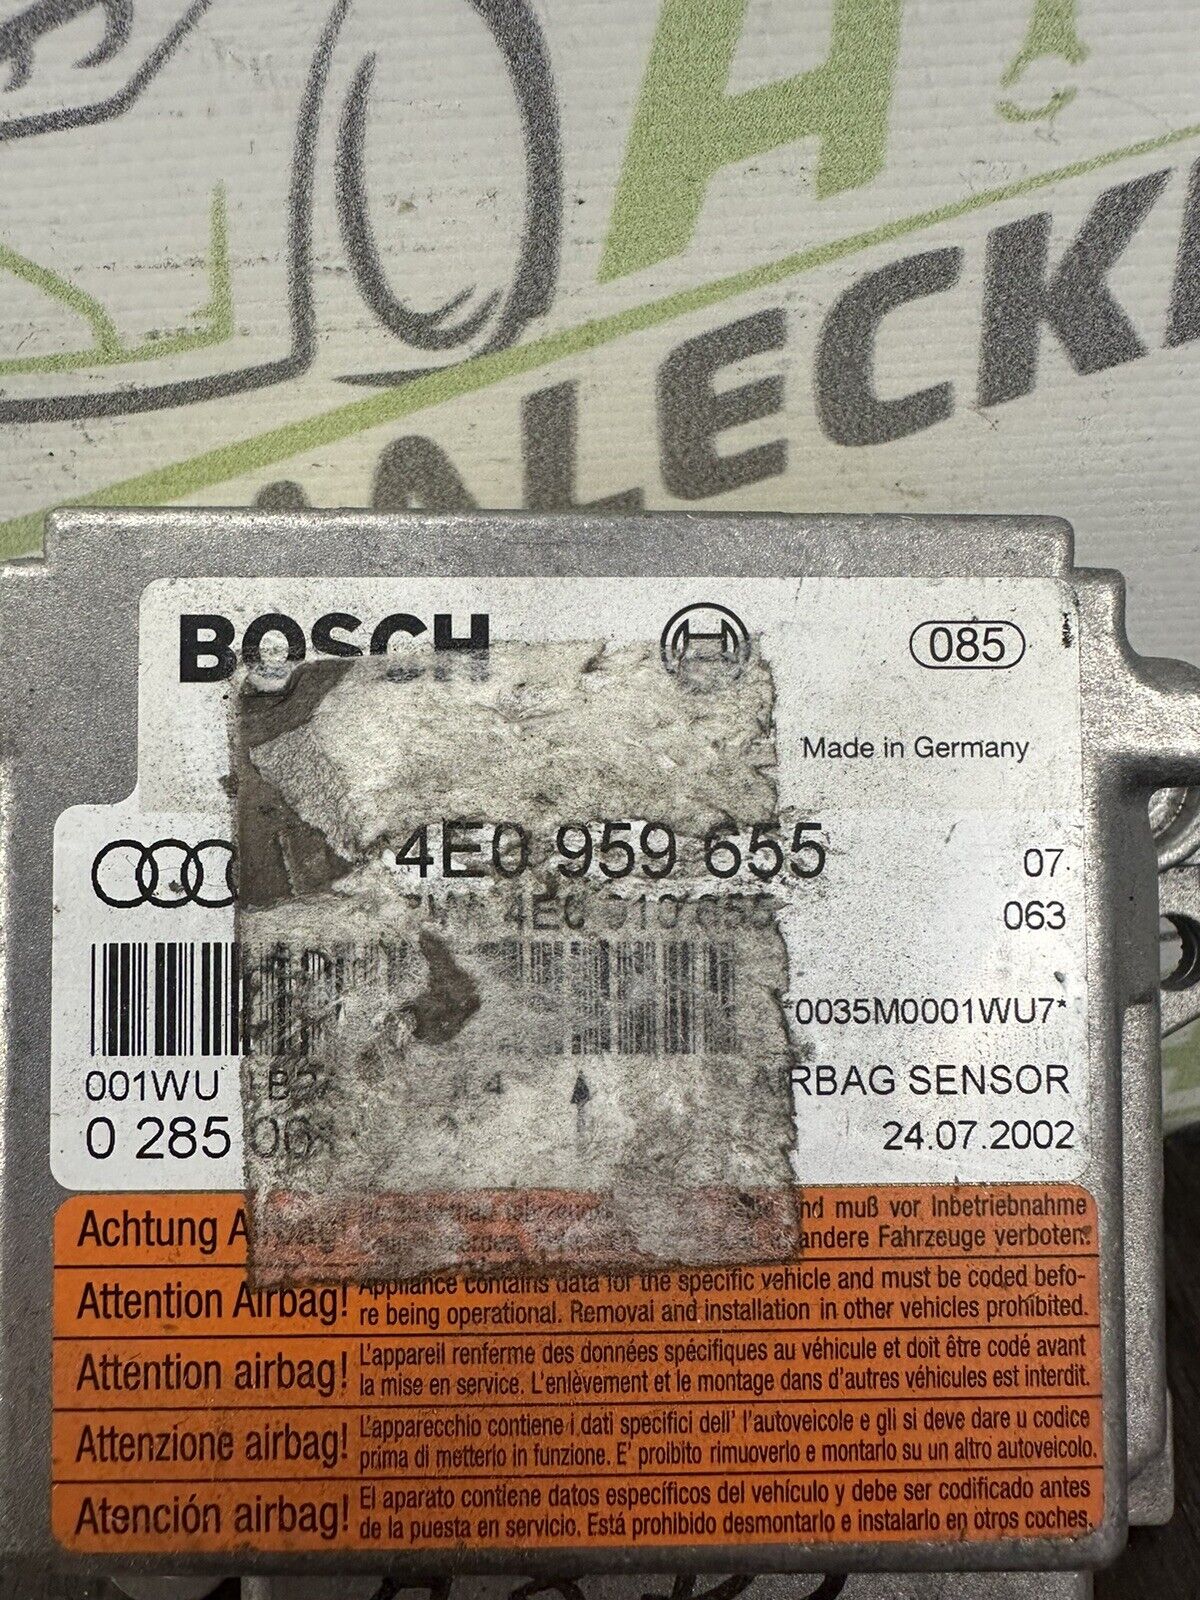 ALECK
BOSCH
085
Made in Germany
4E0 959 655
07
4E0 910 655
063
0035M0001WU7*
001WU
RBAG SENSOR
0 285
24.07.2002
Achtung
muß vor Inbetriebnahme
andere Fahrzeuge verboten.
Attention Airbag! Appliance contains data for the specific vehicle and must be coded befo-
re being operational. Removal and installation in other vehicles prohibited.
Attention airbag! L'appareil renferme des données spécifiques au véhicule et doit être codé avant
la mise en service. L'enlèvement et le montage dans d'autres véhicules est interdit.
Attenzione airbag! L'apparecchio contiene i dati specifici dell' l'autoveicole e gli si deve dare u codice
prima di metterlo in funzione. E' proibito rimuoverlo e montarlo su un altro autoveicolo.
Atención airbag! El aparato contiene datos específicos del vehículo y debe ser codificado antes
de la puesta en servicio. Está prohibido desmontarlo e instalarlo en otros coches.